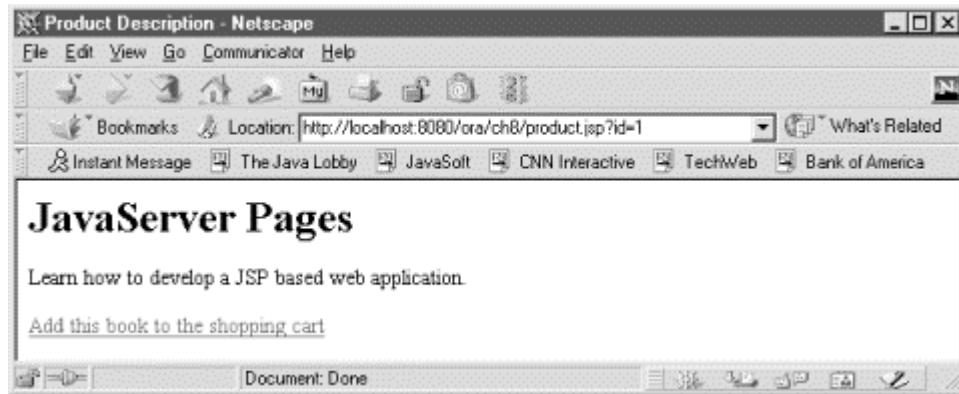 Product Description - Netscape
File Edit View Go Communicator Help
My
N
Bookmarks Location: http://localhost:8080/ora/ch8/product.jsp?id=1 What's Related
Instant Message The Java Lobby JavaSoft CNN Interactive TechWeb Bank of America
JavaServer Pages
Learn how to develop a JSP based web application.
Add this book to the shopping cart
Document: Done